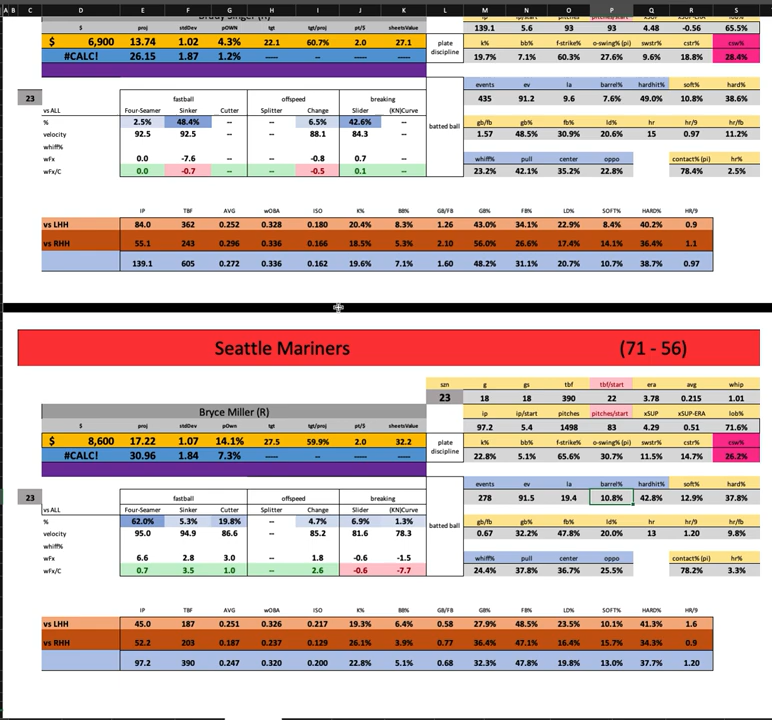 A B C D E F G H I J K L M N O P Q R S
Brady Singer (R)
$ proj stdDev pOWN tgt tgt/proj pt/$ sheetsValue
139.1 5.6 93 93 4.48 -0.56 65.5%
$ 6,900 13.74 1.02 4.3% 22.1 60.7% 2.0 27.1
plate discipline
k% bb% f-strike% o-swing% (pi) swstr% cstr% csw%
#CALC! 26.15 1.87 1.2% ---- -- ---- ----
19.7% 7.1% 60.3% 27.6% 9.6% 18.8% 28.4%
events ev la barrel% hardhit% soft% hard%
23 fastball offspeed breaking
435 91.2 9.6 7.6% 49.0% 10.8% 38.6%
vs ALL Four-Seamer Sinker Cutter Splitter Change Slider (KN)Curve
% 2.5% 48.4% -- -- 6.5% 42.6% --
batted ball
gb/fb gb% fb% ld% hr hr/9 hr/fb
velocity 92.5 92.5 -- -- 88.1 84.3 --
1.57 48.5% 30.9% 20.6% 15 0.97 11.2%
whiff%
wFx 0.0 -7.6 -- -- -0.8 0.7 --
whiff% pull center oppo contact% (pi) hr%
wFx/C 0.0 -0.7 -- -- -0.5 0.1 --
23.2% 42.1% 35.2% 22.8% 78.4% 2.5%
IP TBF AVG wOBA ISO K% BB% GB/FB GB% FB% LD% SOFT% HARD% HR/9
vs LHH 84.0 362 0.252 0.328 0.180 20.4% 8.3% 1.26 43.0% 34.1% 22.9% 8.4% 40.2% 0.9
vs RHH 55.1 243 0.296 0.336 0.166 18.5% 5.3% 2.10 56.0% 26.6% 17.4% 14.1% 36.4% 1.1
139.1 605 0.272 0.336 0.162 19.6% 7.1% 1.60 48.2% 31.1% 20.7% 10.7% 38.7% 0.97
Seattle Mariners (71 - 56)
szn g gs tbf tbf/start era avg whip
23 18 18 390 22 3.78 0.215 1.01
Bryce Miller (R)
ip ip/start pitches pitches/start xSUP xSUP-ERA lob%
$ proj stdDev pOwn tgt tgt/proj pt/$ sheetsValue
97.2 5.4 1498 83 4.29 0.51 71.6%
$ 8,600 17.22 1.07 14.1% 27.5 59.9% 2.0 32.2
plate discipline
k% bb% f-strike% o-swing% (pi) swstr% cstr% csw%
#CALC! 30.96 1.84 7.3% ---- -- ---- ----
22.8% 5.1% 65.6% 30.7% 11.5% 14.7% 26.2%
events ev la barrel% hardhit% soft% hard%
23 fastball offspeed breaking
278 91.5 19.4 10.8% 42.8% 12.9% 37.8%
vs ALL Four-Seamer Sinker Cutter Splitter Change Slider (KN)Curve
% 62.0% 5.3% 19.8% -- 4.7% 6.9% 1.3%
batted ball
gb/fb gb% fb% ld% hr hr/9 hr/fb
velocity 95.0 94.9 86.6 -- 85.2 81.6 78.3
0.67 32.2% 47.8% 20.0% 13 1.20 9.8%
whiff%
wFx 6.6 2.8 3.0 -- 1.8 -0.6 -1.5
whiff% pull center oppo contact% (pi) hr%
wFx/C 0.7 3.5 1.0 -- 2.6 -0.6 -7.7
24.4% 37.8% 36.7% 25.5% 78.2% 3.3%
IP TBF AVG wOBA ISO K% BB% GB/FB GB% FB% LD% SOFT% HARD% HR/9
vs LHH 45.0 187 0.251 0.326 0.217 19.3% 6.4% 0.58 27.9% 48.5% 23.5% 10.1% 41.3% 1.6
vs RHH 52.2 203 0.187 0.237 0.129 26.1% 3.9% 0.77 36.4% 47.1% 16.4% 15.7% 34.3% 0.9
97.2 390 0.247 0.320 0.200 22.8% 5.1% 0.68 32.3% 47.8% 19.8% 13.0% 37.7% 1.20